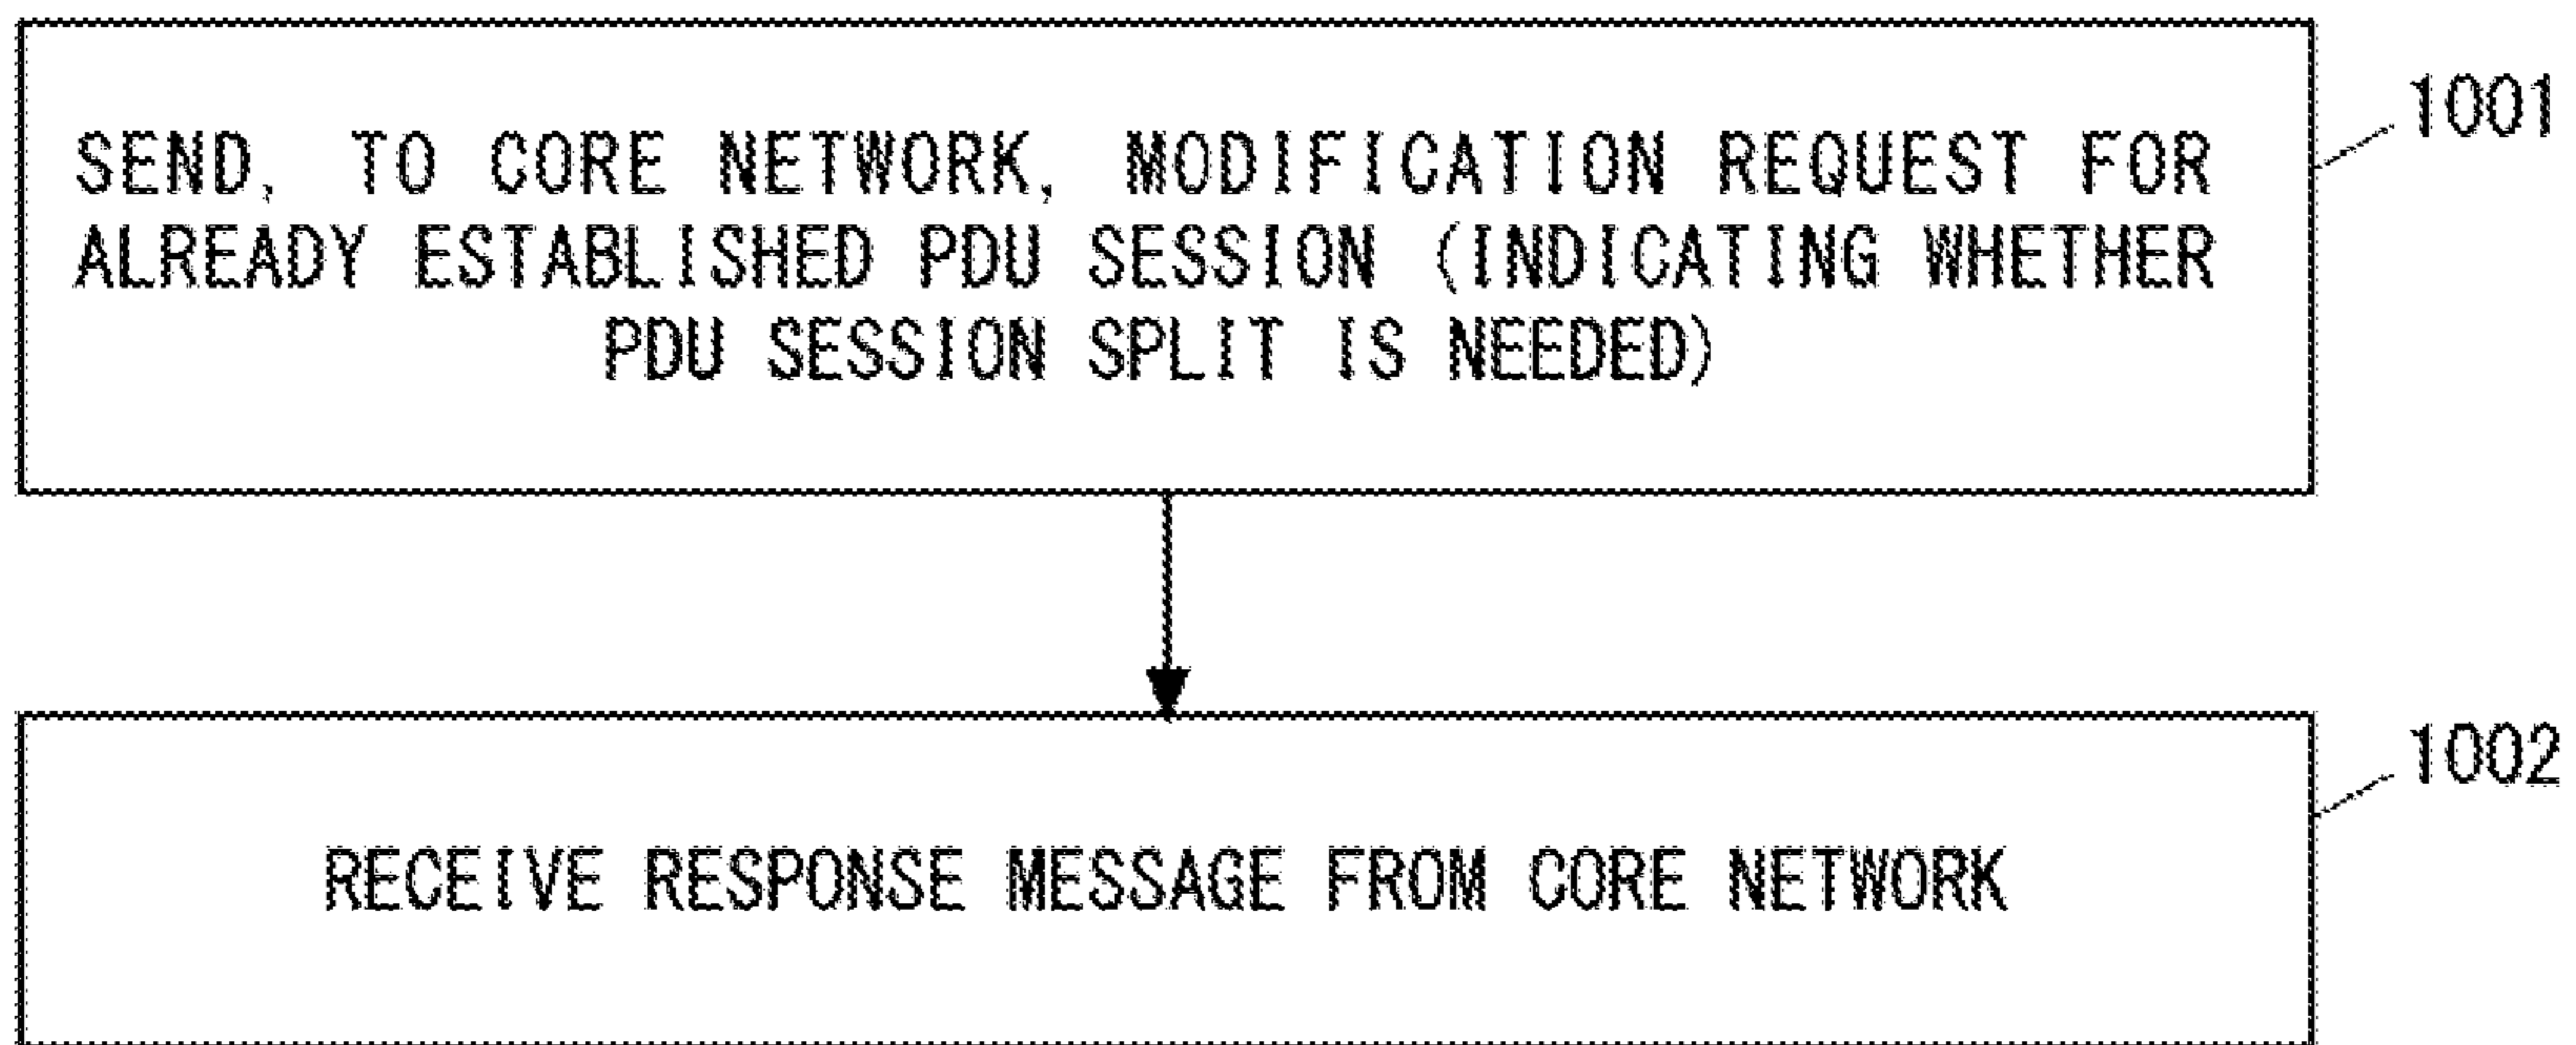 SEND, TO CORE NETWORK, MODIFICATION REQUEST FOR
ALREADY ESTABLISHED PDU SESSION (INDICATING WHETHER
PDU SESSION SPLIT IS NEEDED)
1001
RECEIVE RESPONSE MESSAGE FROM CORE NETWORK
1002